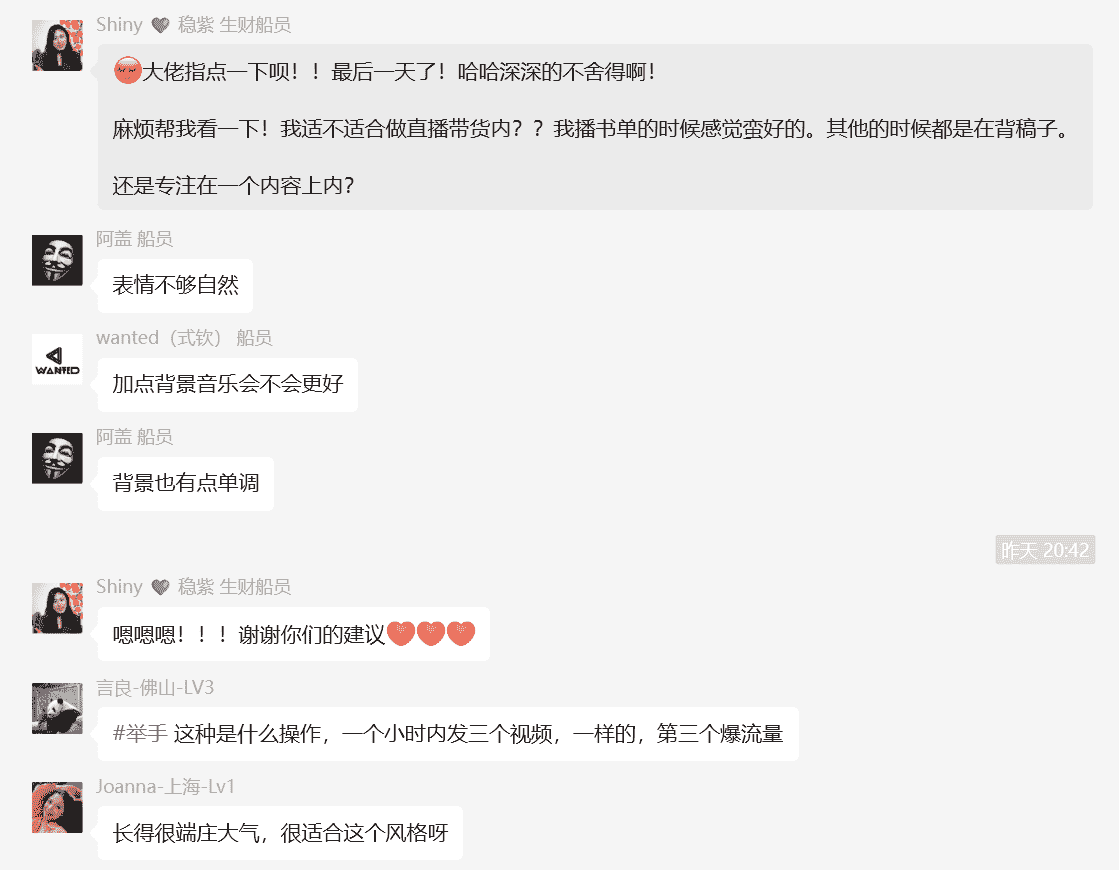 Shiny 🖤 稳紫 生财船员
大佬指点一下呗！！最后一天了！哈哈深深的不舍得啊！
麻烦帮我看一下！我适不适合做直播带货内？？我播书单的时候感觉蛮好的。其他的时候都是在背稿子。
还是专注在一个内容上内？
阿盖 船员
表情不够自然
wanted（式钦） 船员
WANTED
加点背景音乐会不会更好
阿盖 船员
背景也有点单调
昨天 20:42
Shiny 🖤 稳紫 生财船员
嗯嗯嗯！！！谢谢你们的建议❤❤❤
言良-佛山-LV3
#举手 这种是什么操作，一个小时内发三个视频，一样的，第三个爆流量
Joanna-上海-Lv1
长得很端庄大气，很适合这个风格呀